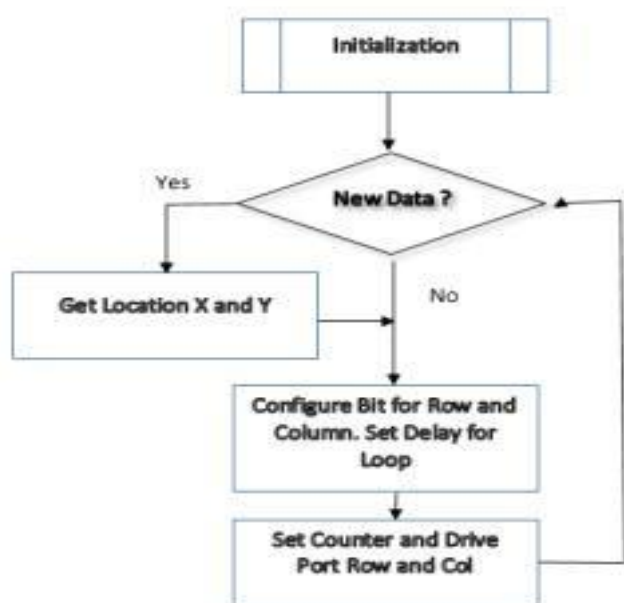 Initialization
Yes
New Data ?
Get Location X and Y
No
Configure Bit for Row and
Column. Set Delay for
Loop
Set Counter and Drive
Port Row and Col